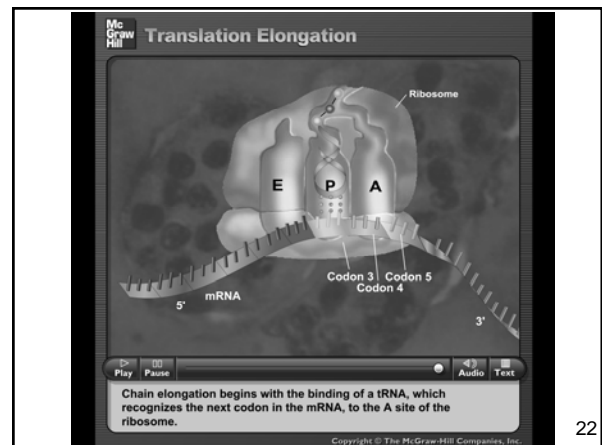 Mc
Graw
Hill
Translation Elongation
Ribosome
E P A
Codon 3 Codon 5
Codon 4
mRNA
5'
3'
Play Pause Audio Text
Chain elongation begins with the binding of a tRNA, which
recognizes the next codon in the mRNA, to the A site of the
ribosome.
Copyright © The McGraw-Hill Companies, Inc.
22